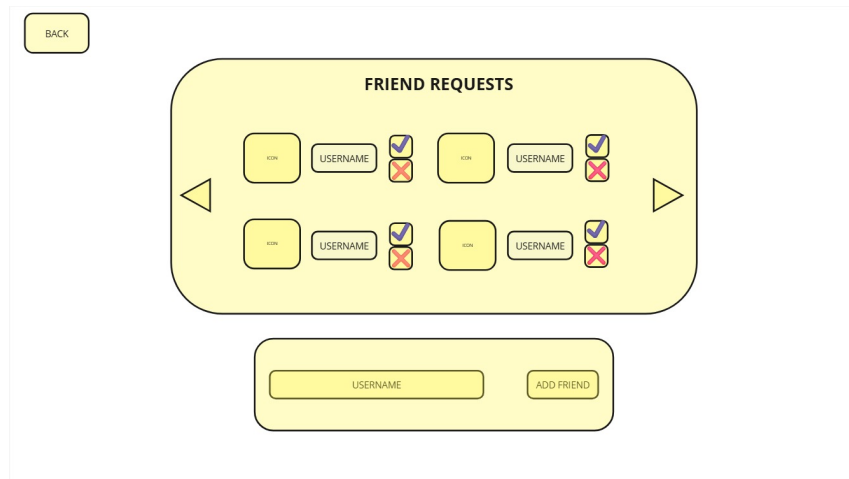 BACK
FRIEND REQUESTS
ICON USERNAME ICON USERNAME
ICON USERNAME ICON USERNAME
USERNAME ADD FRIEND